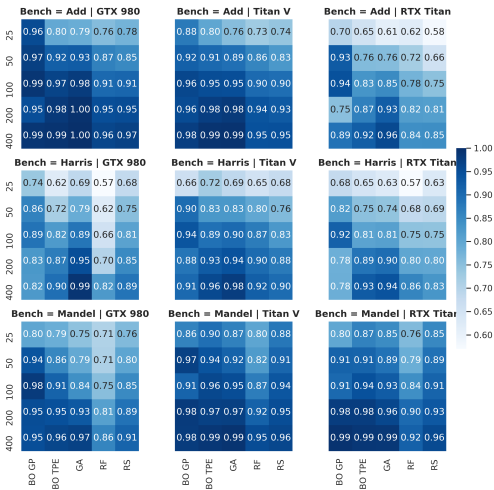 Bench = Add | GTX 980 Bench = Add | Titan V Bench = Add | RTX Titan
25 0.96 0.80 0.79 0.76 0.78 0.88 0.80 0.76 0.73 0.74 0.70 0.65 0.61 0.62 0.58
50 0.97 0.92 0.93 0.87 0.85 0.92 0.91 0.89 0.86 0.83 0.93 0.76 0.76 0.72 0.66
100 0.99 0.97 0.98 0.91 0.91 0.96 0.95 0.95 0.90 0.90 0.94 0.80 0.85 0.78 0.75
200 0.95 0.98 1.00 0.95 0.95 0.96 0.98 0.98 0.94 0.93 0.75 0.87 0.93 0.82 0.81
400 0.99 0.99 1.00 0.96 0.97 0.98 0.99 0.99 0.95 0.95 0.89 0.92 0.96 0.84 0.85
Bench = Harris | GTX 980 Bench = Harris | Titan V Bench = Harris | RTX Titan
25 0.74 0.62 0.69 0.57 0.68 0.66 0.72 0.69 0.65 0.68 0.68 0.65 0.63 0.57 0.63
50 0.86 0.72 0.79 0.62 0.75 0.90 0.83 0.83 0.80 0.76 0.82 0.75 0.74 0.68 0.69
100 0.89 0.82 0.89 0.66 0.81 0.94 0.89 0.90 0.87 0.83 0.92 0.81 0.81 0.75 0.75
200 0.83 0.87 0.95 0.70 0.85 0.88 0.93 0.94 0.90 0.88 0.78 0.89 0.90 0.80 0.80
400 0.82 0.90 0.99 0.82 0.89 0.91 0.96 0.98 0.92 0.90 0.78 0.93 0.94 0.86 0.83
Bench = Mandel | GTX 980 Bench = Mandel | Titan V Bench = Mandel | RTX Titan
25 0.80 0.79 0.75 0.71 0.76 0.86 0.90 0.87 0.80 0.88 0.80 0.87 0.85 0.76 0.85
50 0.94 0.86 0.79 0.71 0.80 0.97 0.94 0.92 0.82 0.91 0.91 0.91 0.89 0.79 0.89
100 0.98 0.91 0.84 0.75 0.85 0.91 0.96 0.95 0.87 0.94 0.91 0.94 0.93 0.84 0.91
200 0.95 0.95 0.93 0.81 0.89 0.98 0.97 0.97 0.92 0.95 0.98 0.98 0.96 0.90 0.93
400 0.95 0.96 0.97 0.86 0.91 0.98 0.99 0.99 0.95 0.96 0.99 0.99 0.99 0.92 0.96
BO GP BO TPE GA RF RS BO GP BO TPE GA RF RS BO GP BO TPE GA RF RS
1.00
0.95
0.90
0.85
0.80
0.75
0.70
0.65
0.60